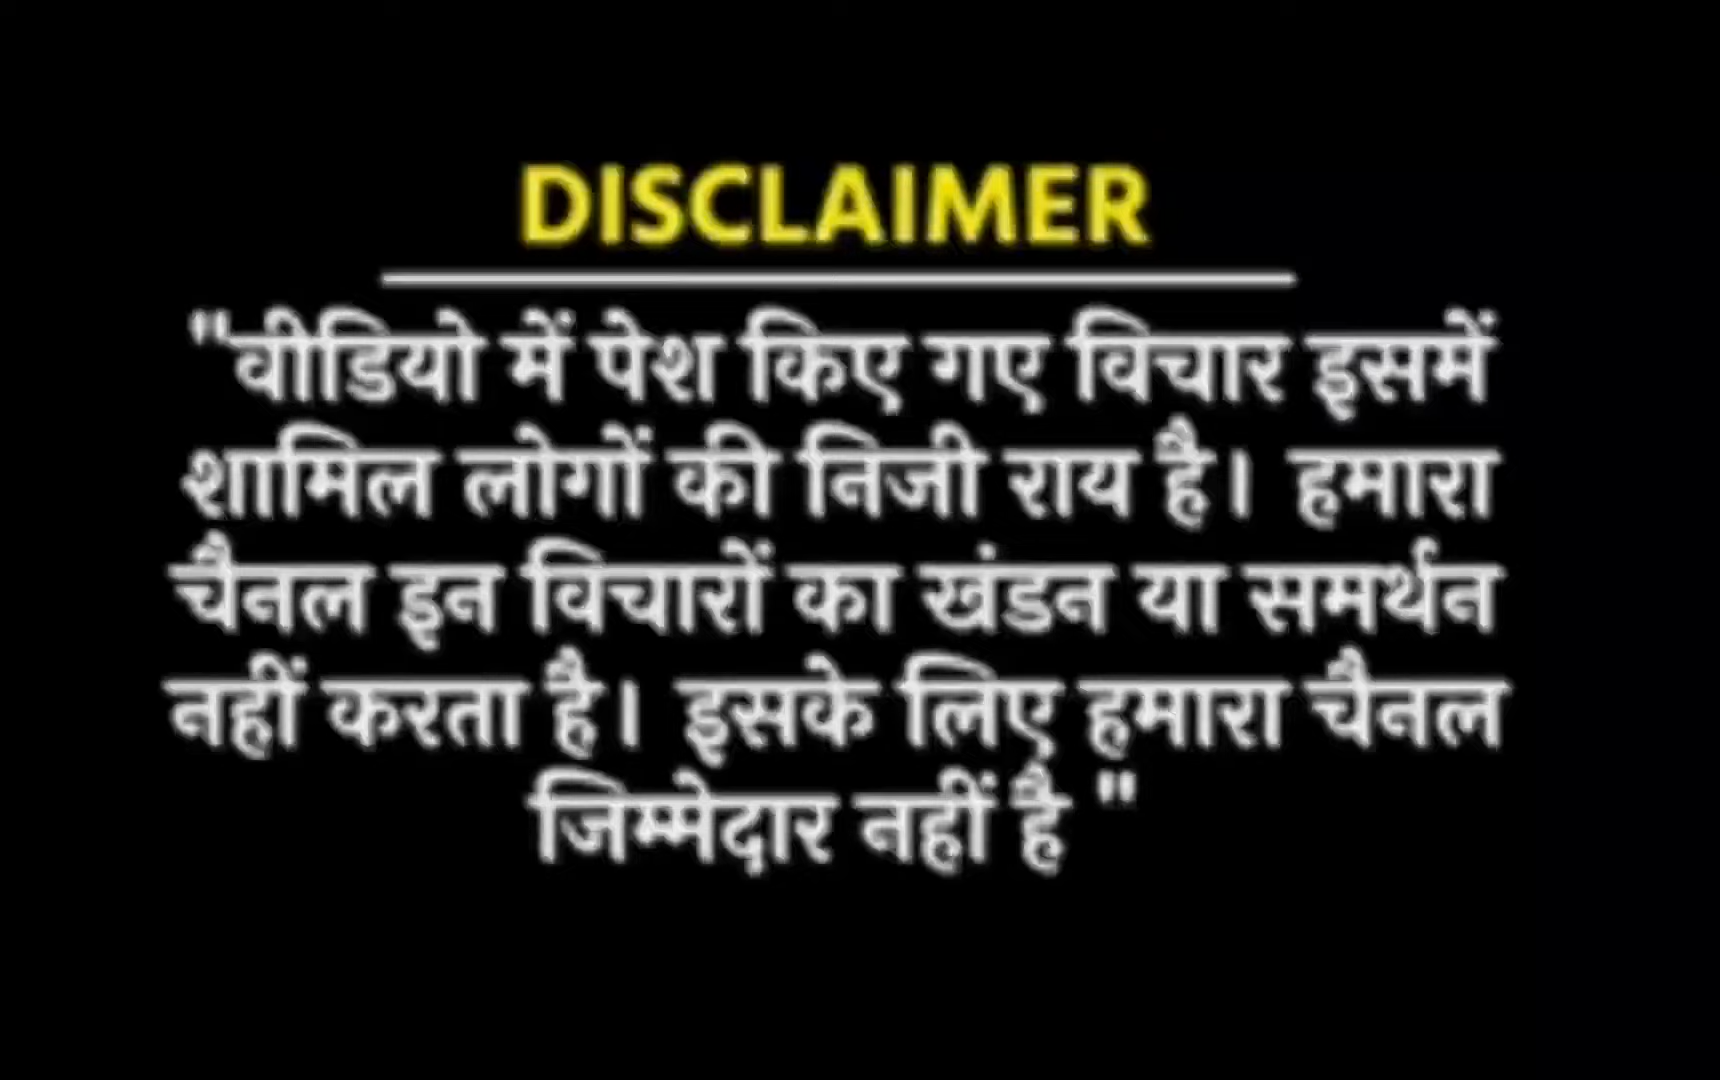 DISCLAIMER
"वीडियो में पेश किए गए विचार इसमें
शामिल लोगों की निजी राय है। हमारा
चैनल इन विचारों का खंडन या समर्थन
नहीं करता है। इसके लिए हमारा चैनल
जिम्मेदार नहीं है "